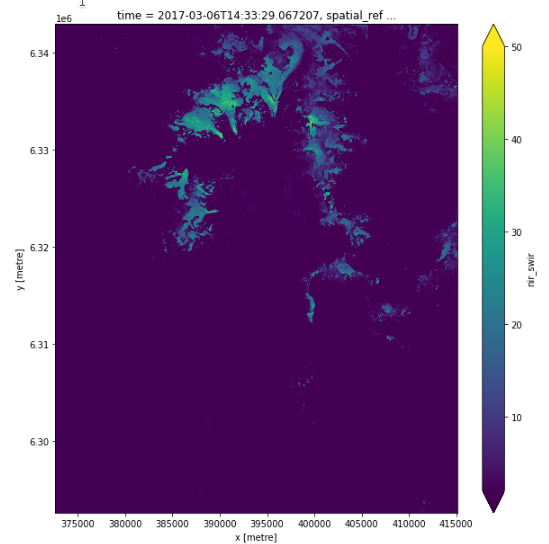 1e6
time = 2017-03-06T14:33:29.067207, spatial_ref ...
6.34
6.33
6.32
6.31
6.30
y [metre]
375000 380000 385000 390000 395000 400000 405000 410000 415000
x [metre]
50
40
30
20
10
nir_swir